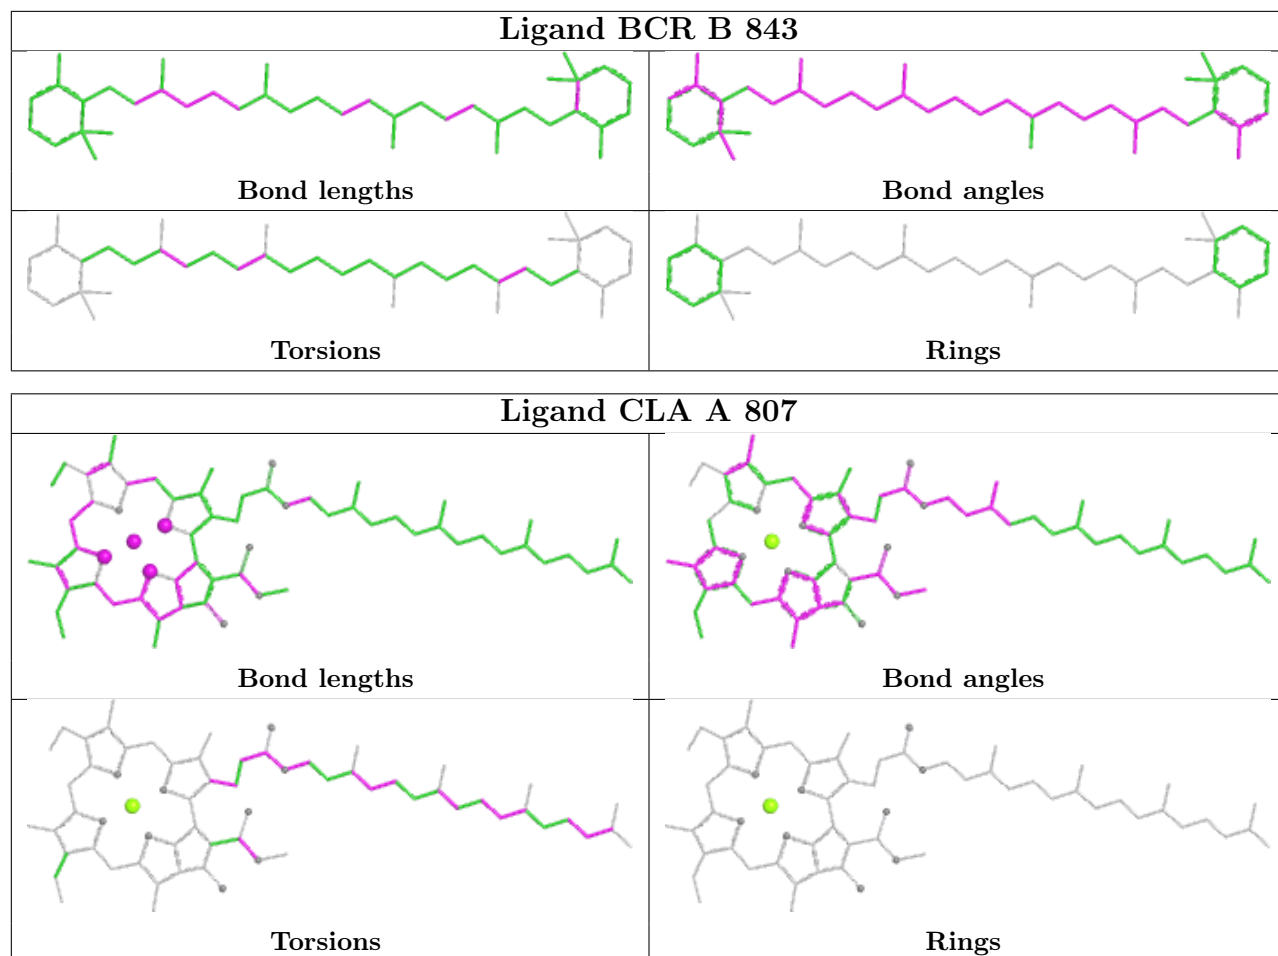 Ligand BCR B 843
Bond lengths
Bond angles
Torsions
Rings
Ligand CLA A 807
Bond lengths
Bond angles
Torsions
Rings